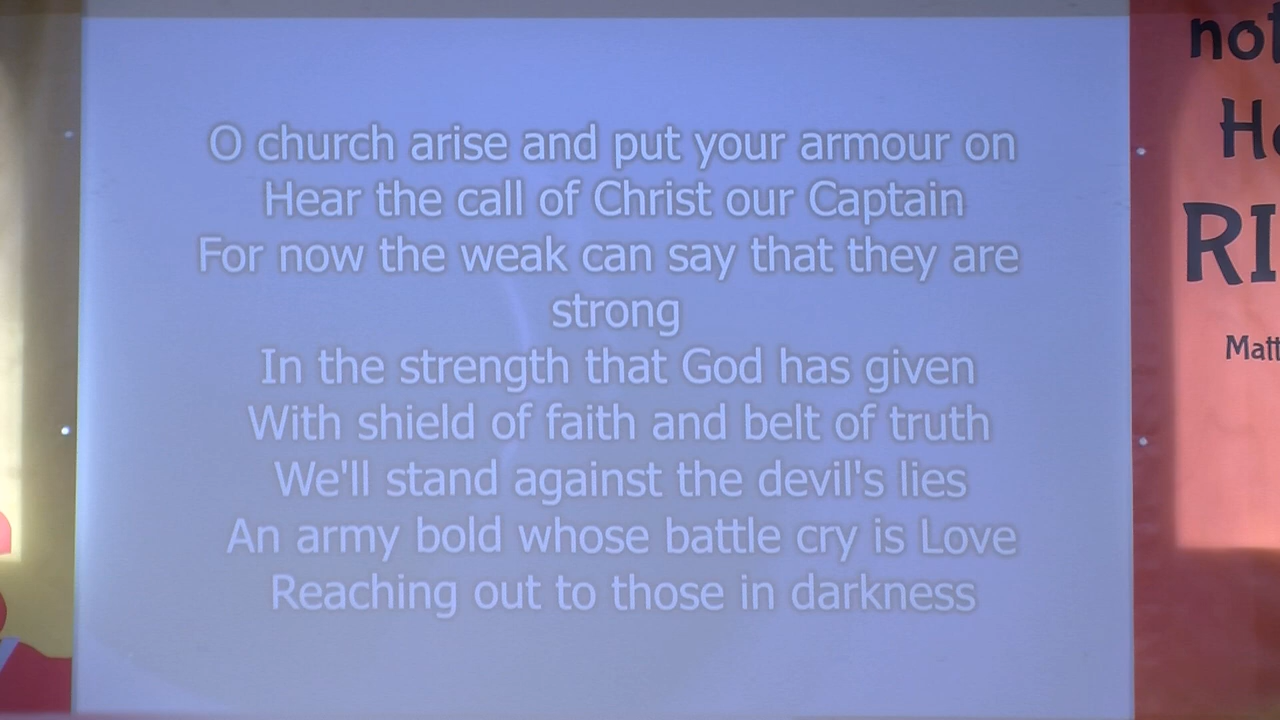 O church arise and put your armour on
Hear the call of Christ our Captain
For now the weak can say that they are
strong
In the strength that God has given
With shield of faith and belt of truth
We'll stand against the devil's lies
An army bold whose battle cry is Love
Reaching out to those in darkness
not
RI
Matt